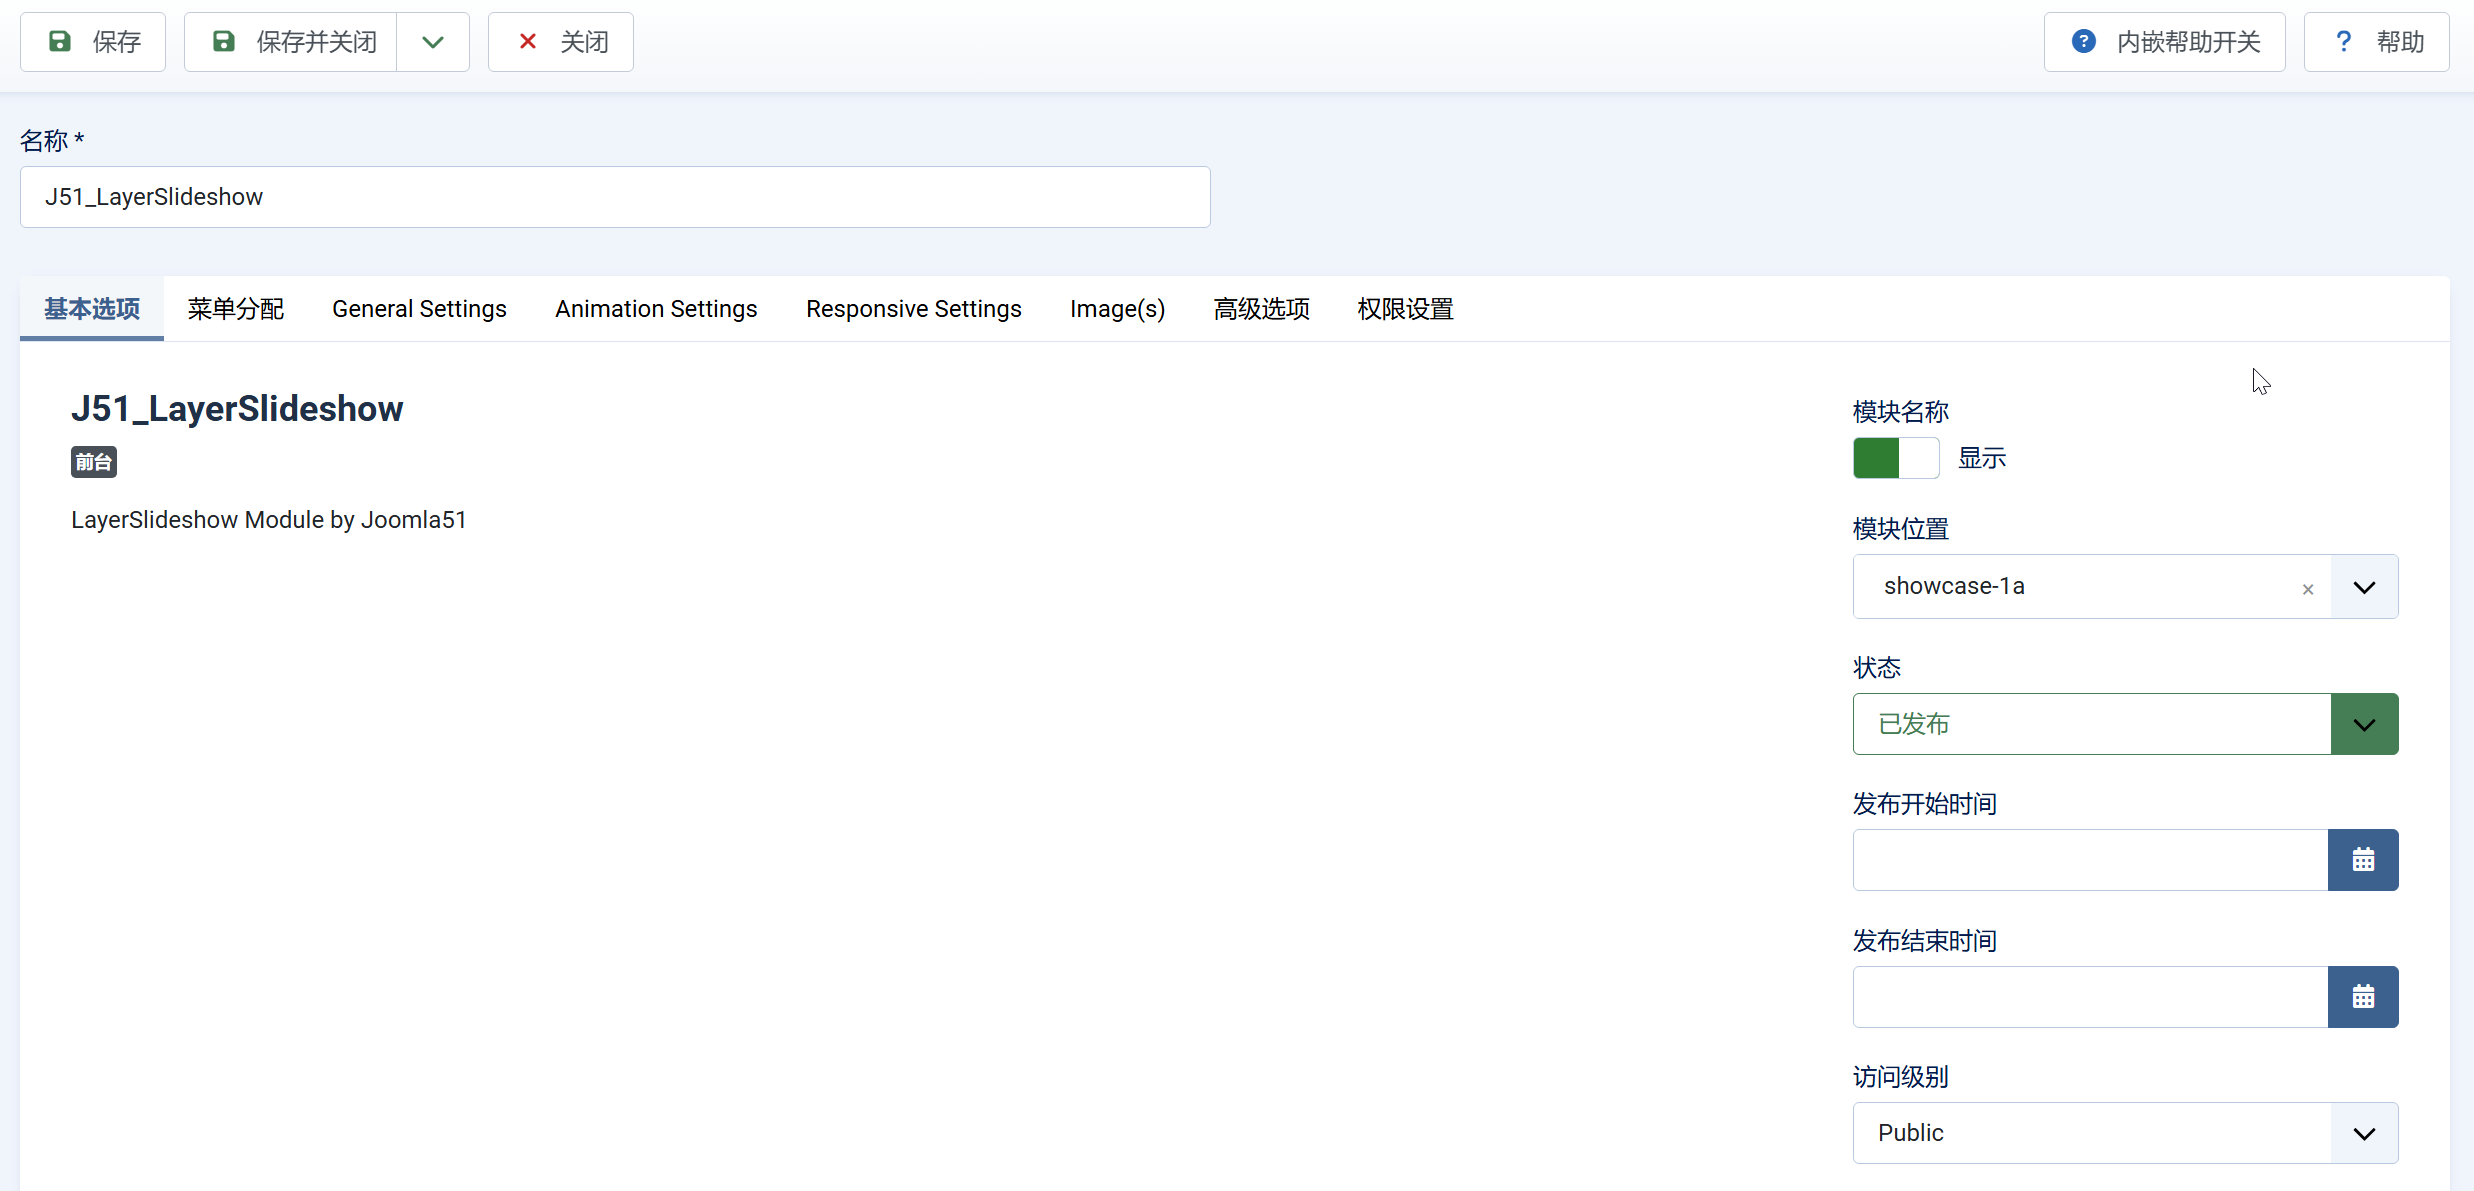 保存
保存并关闭
关闭
内嵌帮助开关
帮助
名称 *
J51_LayerSlideshow
基本选项 菜单分配 General Settings Animation Settings Responsive Settings Image(s) 高级选项 权限设置
J51_LayerSlideshow
前台
LayerSlideshow Module by Joomla51
模块名称
显示
模块位置
showcase-1a
状态
已发布
发布开始时间
发布结束时间
访问级别
Public